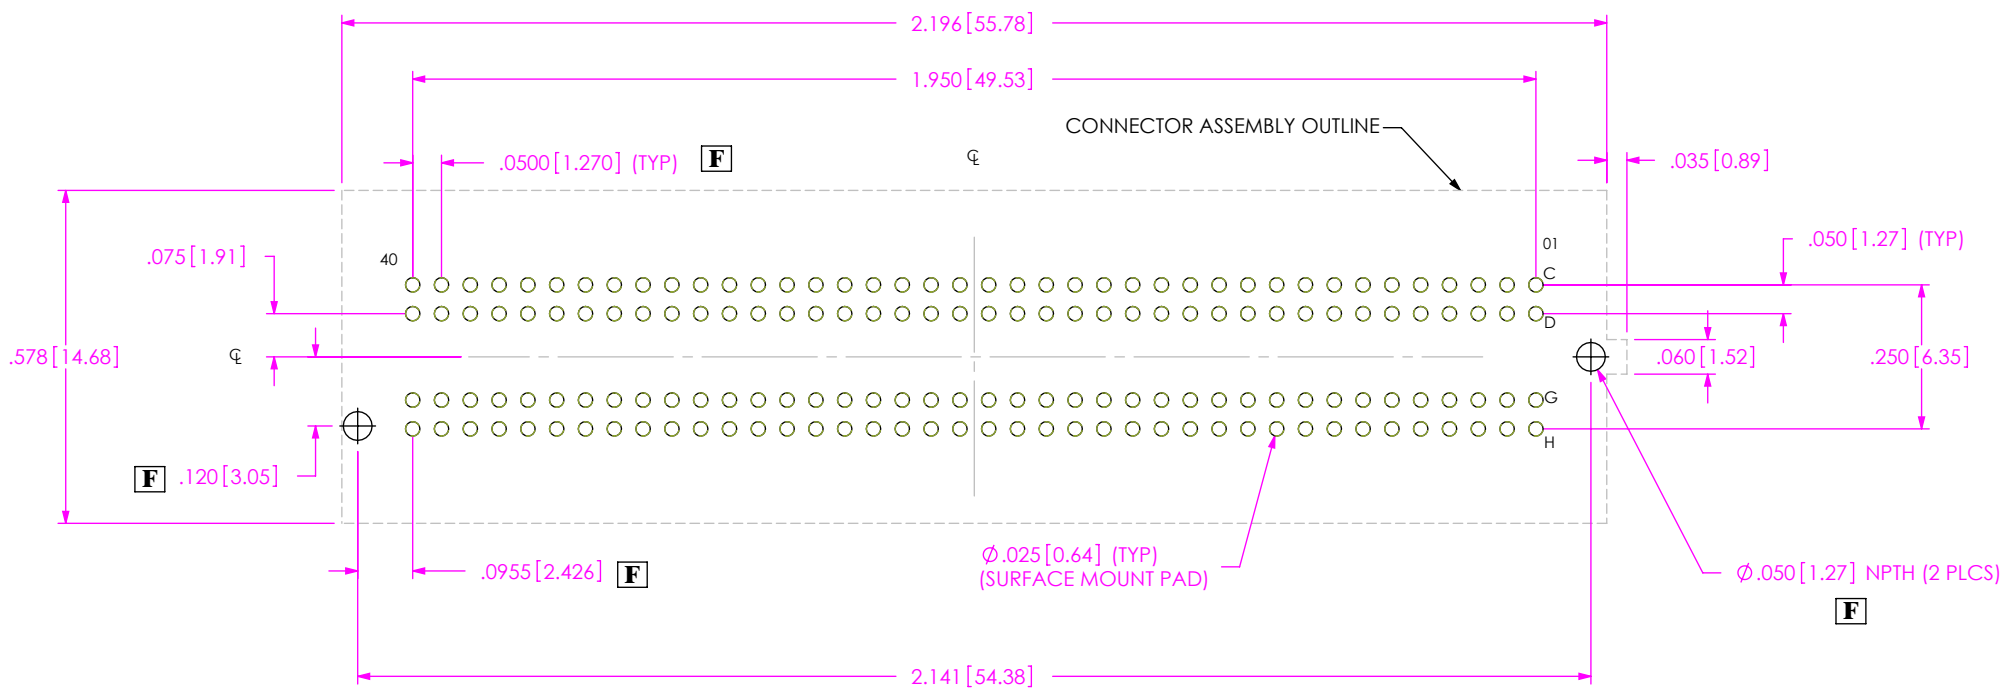 2.196 [55.78]
1.950 [49.53]
CONNECTOR ASSEMBLY OUTLINE
.0500 [1.270] (TYP) F
℄
.035 [0.89]
.075 [1.91]
40
01
.050 [1.27] (TYP)
C
D
.578 [14.68]
℄
.060 [1.52]
.250 [6.35]
G
H
F .120 [3.05]
.0955 [2.426] F
Ø.025 [0.64] (TYP)
(SURFACE MOUNT PAD)
Ø.050 [1.27] NPTH (2 PLCS)
F
2.141 [54.38]